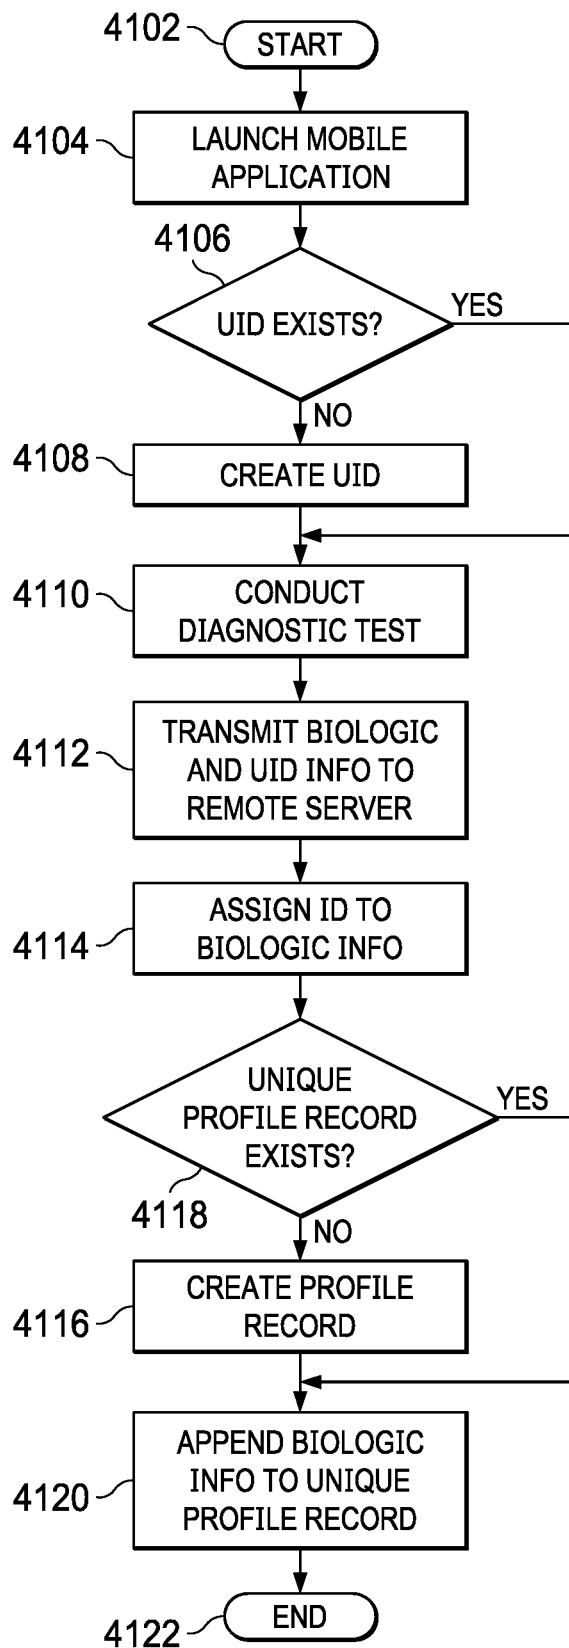 4102
START
4104
LAUNCH MOBILE
APPLICATION
4106
UID EXISTS?
YES
NO
4108
CREATE UID
4110
CONDUCT
DIAGNOSTIC TEST
4112
TRANSMIT BIOLOGIC
AND UID INFO TO
REMOTE SERVER
4114
ASSIGN ID TO
BIOLOGIC INFO
UNIQUE
PROFILE RECORD
EXISTS?
YES
4118
NO
4116
CREATE PROFILE
RECORD
4120
APPEND BIOLOGIC
INFO TO UNIQUE
PROFILE RECORD
END
4122